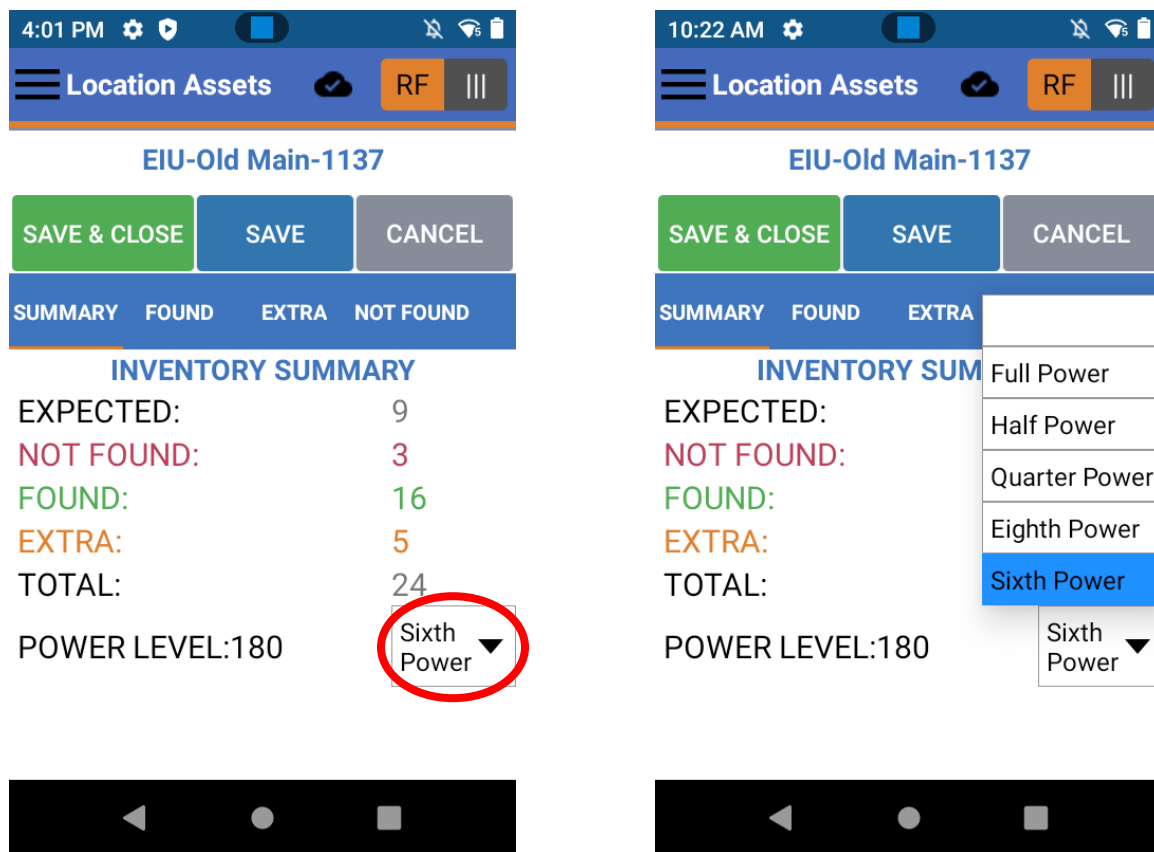 4:01 PM
5
Location Assets
RF
EIU-Old Main-1137
SAVE & CLOSE SAVE CANCEL
SUMMARY FOUND EXTRA NOT FOUND
INVENTORY SUMMARY
EXPECTED: 9
NOT FOUND: 3
FOUND: 16
EXTRA: 5
TOTAL: 24
POWER LEVEL:180
Sixth
Power
10:22 AM
5
Location Assets
RF
EIU-Old Main-1137
SAVE & CLOSE SAVE CANCEL
SUMMARY FOUND EXTRA
INVENTORY SUM
EXPECTED:
NOT FOUND:
FOUND:
EXTRA:
TOTAL:
Full Power
Half Power
Quarter Power
Eighth Power
Sixth Power
POWER LEVEL:180
Sixth
Power